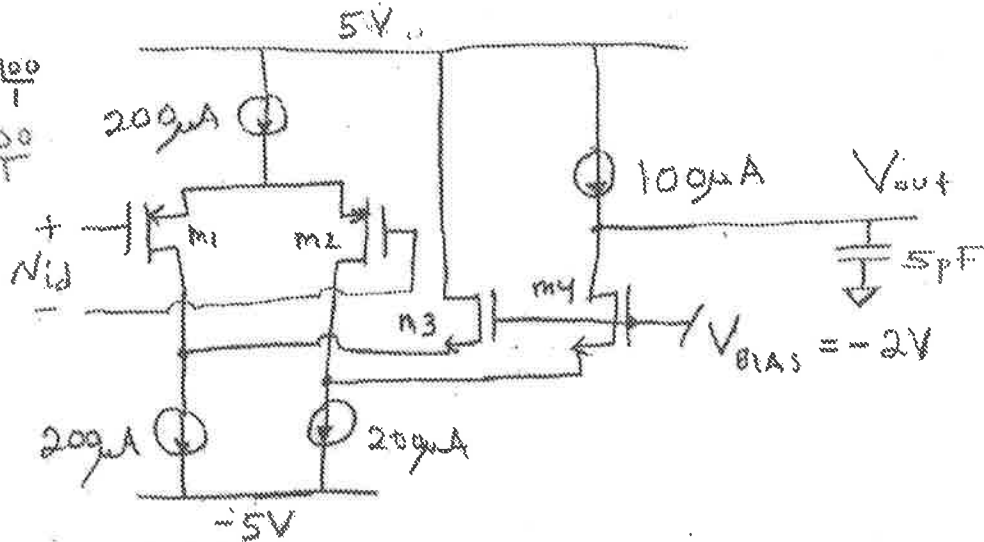 5V
100
1
200µA
100µA
Vout
+
m1
m2
Vid
-
5pF
m3
m4
VBIAS = -2V
200µA
200µA
-5V